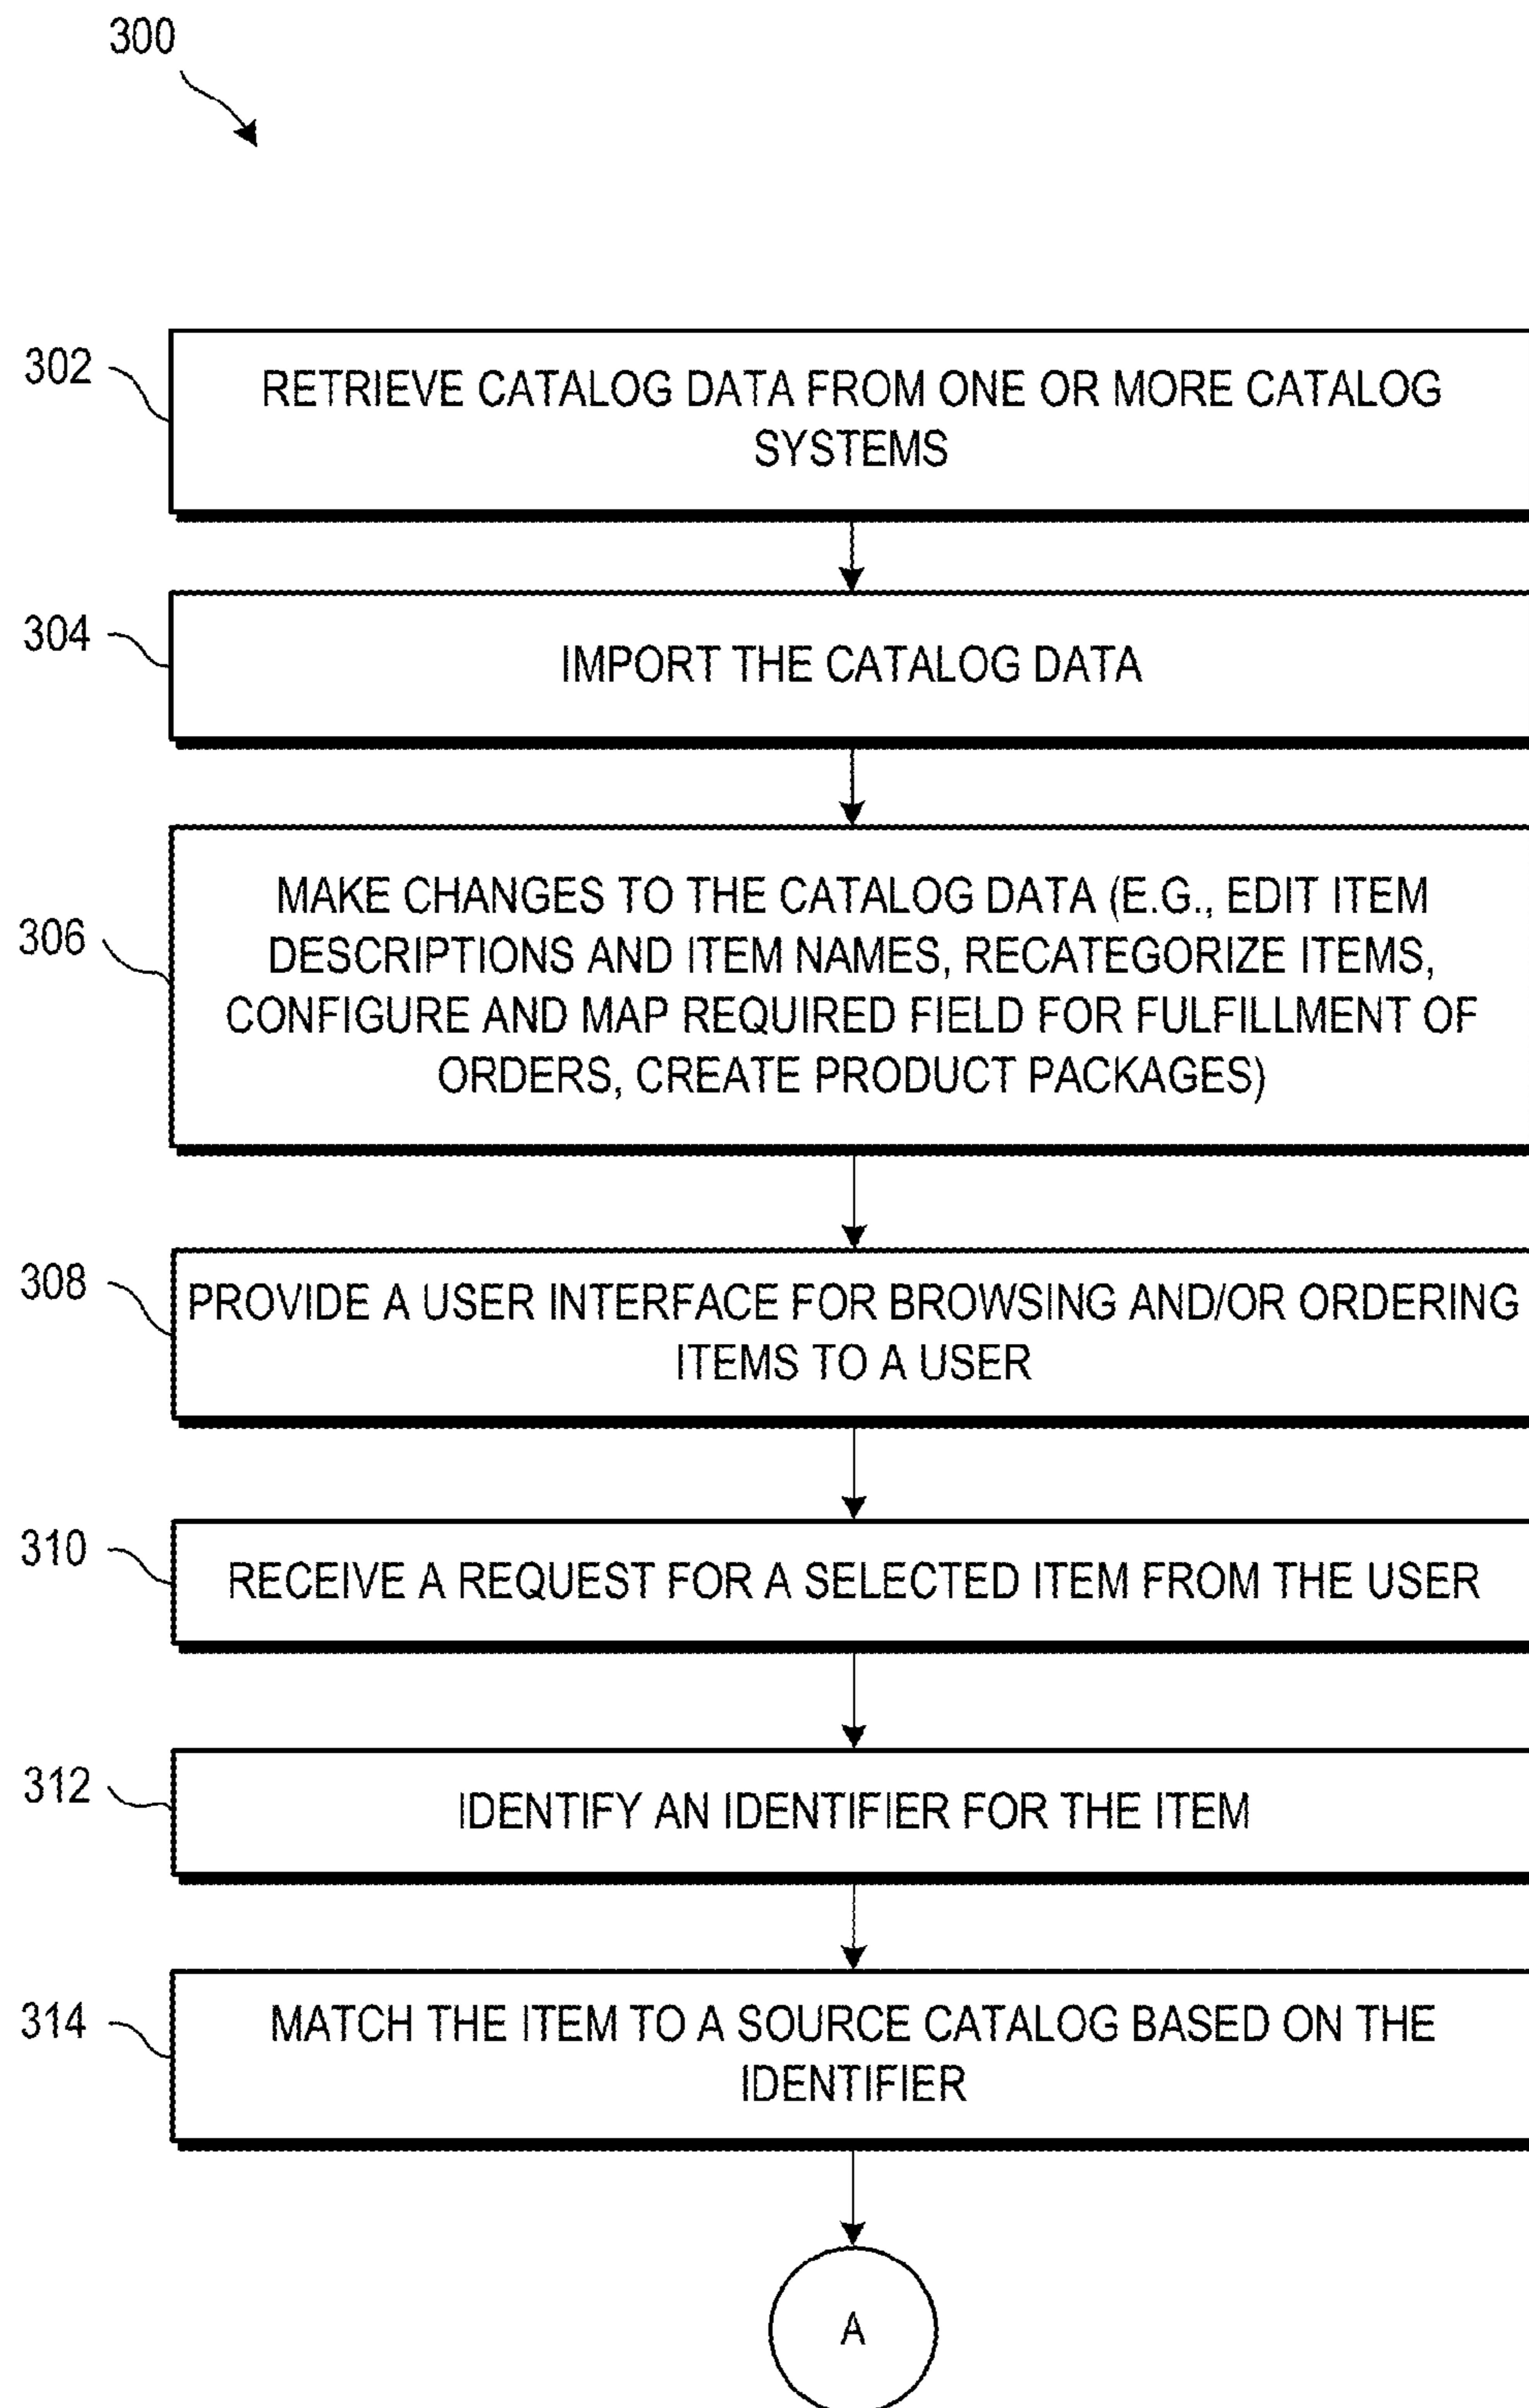 300
302
RETRIEVE CATALOG DATA FROM ONE OR MORE CATALOG
SYSTEMS
304
IMPORT THE CATALOG DATA
306
MAKE CHANGES TO THE CATALOG DATA (E.G., EDIT ITEM
DESCRIPTIONS AND ITEM NAMES, RECATEGORIZE ITEMS,
CONFIGURE AND MAP REQUIRED FIELD FOR FULFILLMENT OF
ORDERS, CREATE PRODUCT PACKAGES)
308
PROVIDE A USER INTERFACE FOR BROWSING AND/OR ORDERING
ITEMS TO A USER
310
RECEIVE A REQUEST FOR A SELECTED ITEM FROM THE USER
312
IDENTIFY AN IDENTIFIER FOR THE ITEM
314
MATCH THE ITEM TO A SOURCE CATALOG BASED ON THE
IDENTIFIER
A